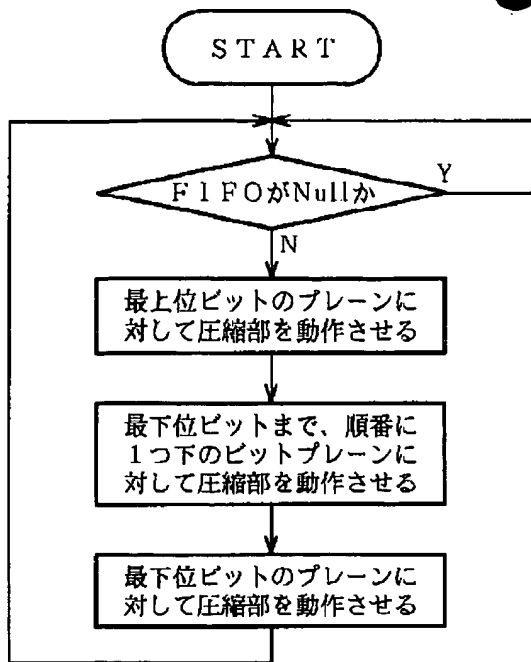 START
FIFOがNullか
Y
N
最上位ビットのプレーンに
対して圧縮部を動作させる
最下位ビットまで、順番に
1つ下のビットプレーンに
対して圧縮部を動作させる
最下位ビットのプレーンに
対して圧縮部を動作させる